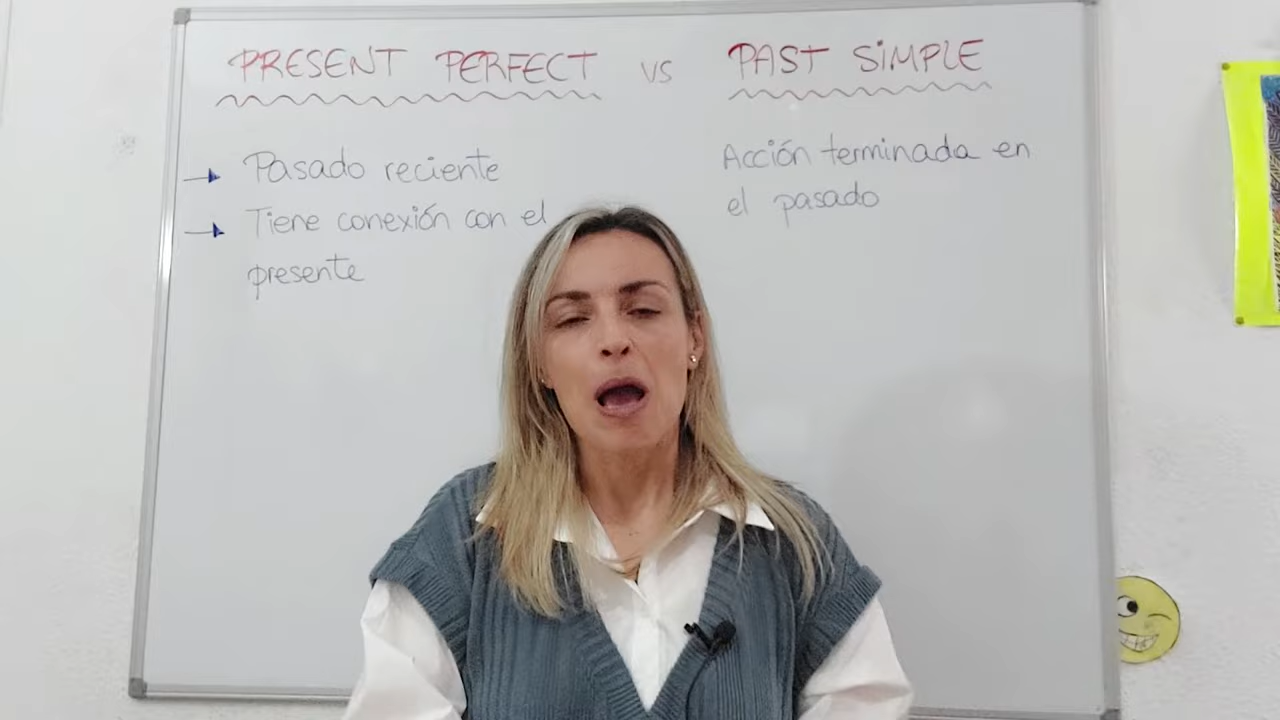 PRESENT PERFECT vs PAST SIMPLE
Pasado reciente
Tiene conexión con el
presente
Acción terminada en
el pasado